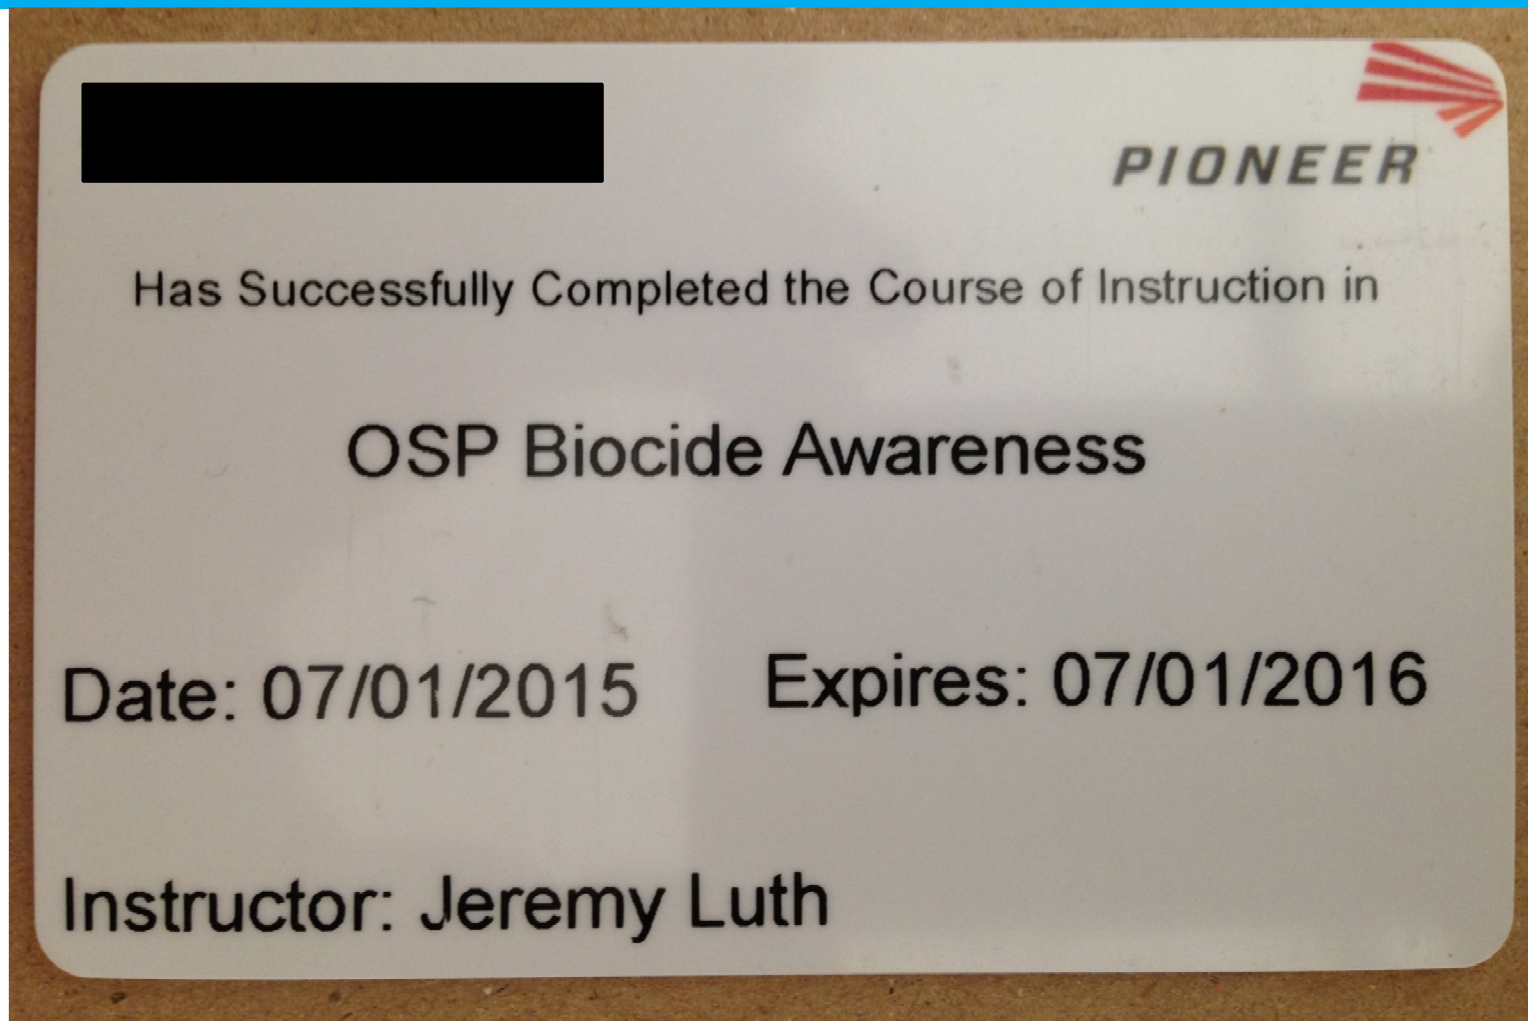 PIONEER
Has Successfully Completed the Course of Instruction in
OSP Biocide Awareness
Date: 07/01/2015 Expires: 07/01/2016
Instructor: Jeremy Luth